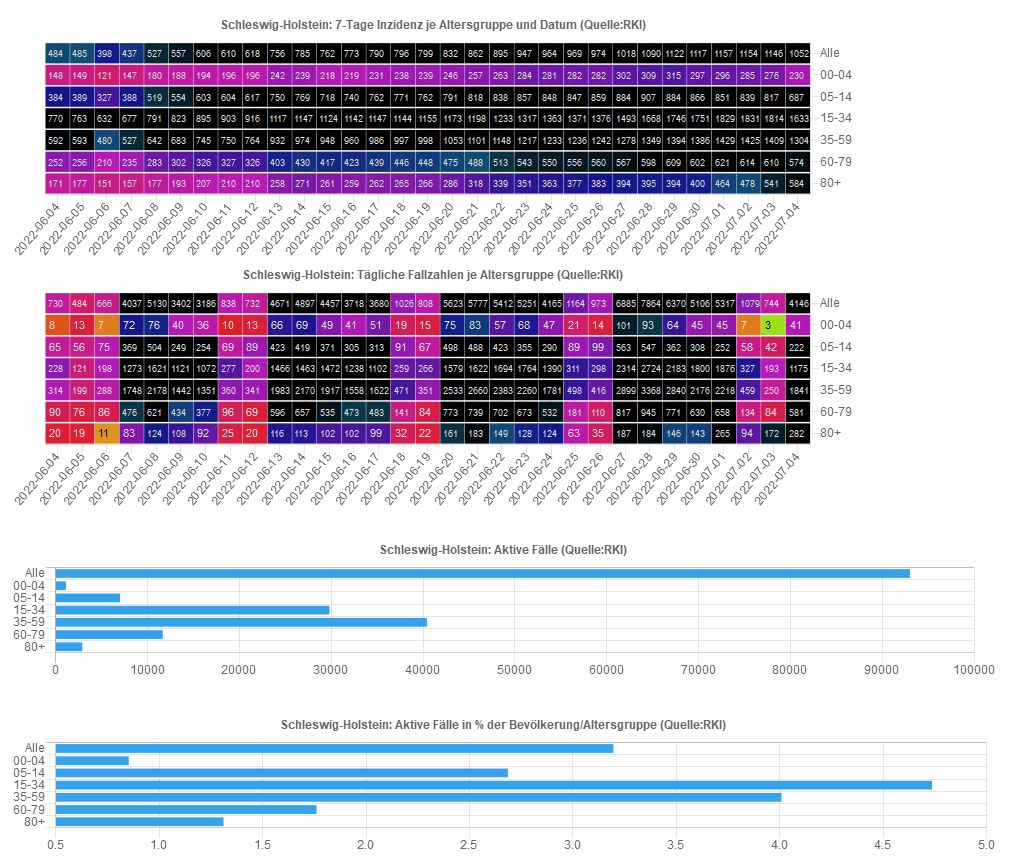 Schleswig-Holstein: 7-Tage Inzidenz je Altersgruppe und Datum (Quelle:RKI)
484 485 398 437 527 557 606 610 618 756 785 762 773 790 796 799 832 862 895 947 964 969 974 1018 1090 1122 1117 1157 1154 1146 1052 Alle
148 149 121 147 180 188 194 196 196 242 239 218 219 231 238 239 246 257 263 284 281 282 282 302 309 315 297 296 285 276 230 00-04
384 389 327 388 519 554 603 604 617 750 769 718 740 762 771 762 791 818 838 857 848 847 859 884 907 884 866 851 839 817 687 05-14
770 763 632 677 791 823 895 903 916 1117 1147 1124 1142 1147 1144 1155 1173 1198 1233 1317 1363 1371 1376 1493 1668 1746 1751 1829 1831 1814 1633 15-34
592 593 480 527 642 683 745 750 764 932 974 948 960 986 997 998 1053 1101 1148 1217 1233 1236 1242 1278 1349 1394 1386 1429 1425 1409 1304 35-59
252 256 210 235 283 302 326 327 326 403 430 417 423 439 446 448 475 488 513 543 550 556 560 567 598 609 602 621 614 610 574 60-79
171 177 151 157 177 193 207 210 210 258 271 261 259 262 265 266 286 318 339 351 363 377 383 394 395 394 400 464 478 541 584 80+
2022-06-04 2022-06-05 2022-06-06 2022-06-07 2022-06-08 2022-06-09 2022-06-10 2022-06-11 2022-06-12 2022-06-13 2022-06-14 2022-06-15 2022-06-16 2022-06-17 2022-06-18 2022-06-19 2022-06-20 2022-06-21 2022-06-22 2022-06-23 2022-06-24 2022-06-25 2022-06-26 2022-06-27 2022-06-28 2022-06-29 2022-06-30 2022-07-01 2022-07-02 2022-07-03 2022-07-04
Schleswig-Holstein: Tägliche Fallzahlen je Altersgruppe (Quelle:RKI)
730 484 666 4037 5130 3402 3186 838 732 4671 4897 4457 3718 3680 1026 808 5623 5777 5412 5251 4165 1164 973 6885 7864 6370 5106 5317 1079 744 4146 Alle
8 13 7 72 76 40 36 10 13 66 69 49 41 51 19 15 75 83 57 68 47 21 14 101 93 64 45 45 7 3 41 00-04
65 56 75 369 504 249 254 69 89 423 419 371 305 313 91 67 498 488 423 355 290 89 99 563 547 362 308 252 58 42 222 05-14
228 121 198 1273 1621 1121 1072 277 200 1466 1463 1472 1238 1102 259 266 1579 1622 1694 1764 1390 311 298 2314 2724 2183 1800 1876 327 193 1175 15-34
314 199 288 1748 2178 1442 1351 360 341 1983 2170 1917 1558 1622 471 351 2533 2660 2383 2260 1781 498 416 2899 3368 2840 2176 2218 459 250 1841 35-59
90 76 86 476 621 434 377 96 69 596 657 535 473 483 141 84 773 739 702 673 532 181 110 817 945 771 630 658 134 84 581 60-79
20 19 11 83 124 108 92 25 20 116 113 102 102 99 32 22 161 183 149 128 124 63 35 187 184 146 143 265 94 172 282 80+
2022-06-04 2022-06-05 2022-06-06 2022-06-07 2022-06-08 2022-06-09 2022-06-10 2022-06-11 2022-06-12 2022-06-13 2022-06-14 2022-06-15 2022-06-16 2022-06-17 2022-06-18 2022-06-19 2022-06-20 2022-06-21 2022-06-22 2022-06-23 2022-06-24 2022-06-25 2022-06-26 2022-06-27 2022-06-28 2022-06-29 2022-06-30 2022-07-01 2022-07-02 2022-07-03 2022-07-04
Schleswig-Holstein: Aktive Fälle (Quelle:RKI)
Alle
00-04
05-14
15-34
35-59
60-79
80+
0 10000 20000 30000 40000 50000 60000 70000 80000 90000 100000
Schleswig-Holstein: Aktive Fälle in % der Bevölkerung/Altersgruppe (Quelle:RKI)
Alle
00-04
05-14
15-34
35-59
60-79
80+
0.5 1.0 1.5 2.0 2.5 3.0 3.5 4.0 4.5 5.0